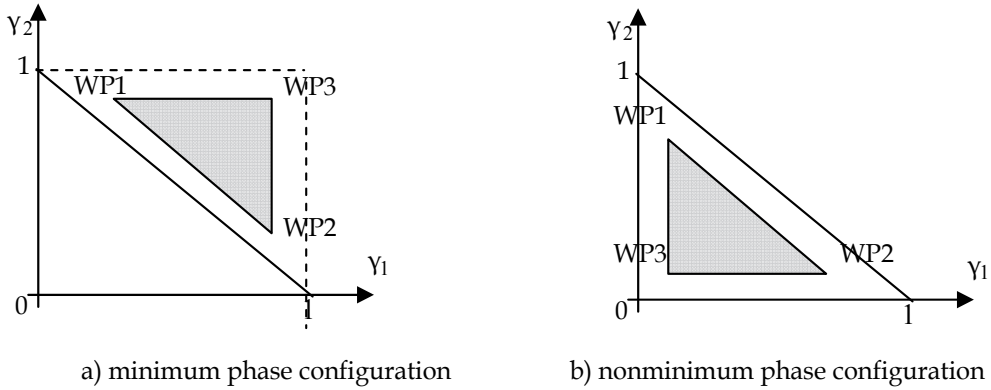 γ2
1
WP1
WP3
WP2
γ1
0
1
a) minimum phase configuration
γ2
1
WP1
WP3
WP2
γ1
0
1
b) nonminimum phase configuration